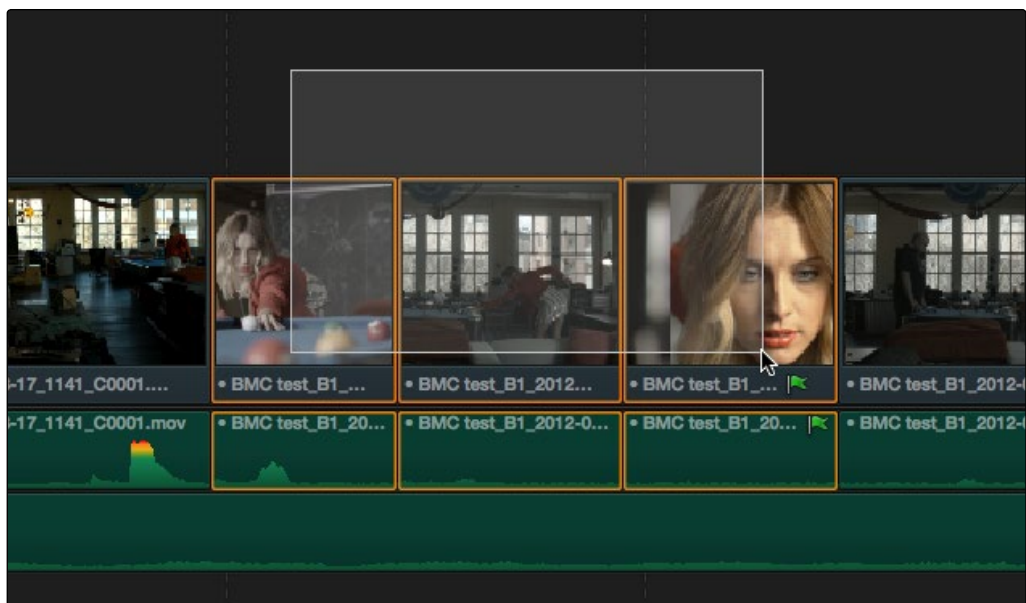 -17_1141_C0001....
• BMC test_B1_...
• BMC test_B1_2012...
• BMC test_B1_...
• BMC test_B1_2012-
-17_1141_C0001.mov
• BMC test_B1_20...
• BMC test_B1_2012-0...
• BMC test_B1_20...
• BMC test_B1_2012-